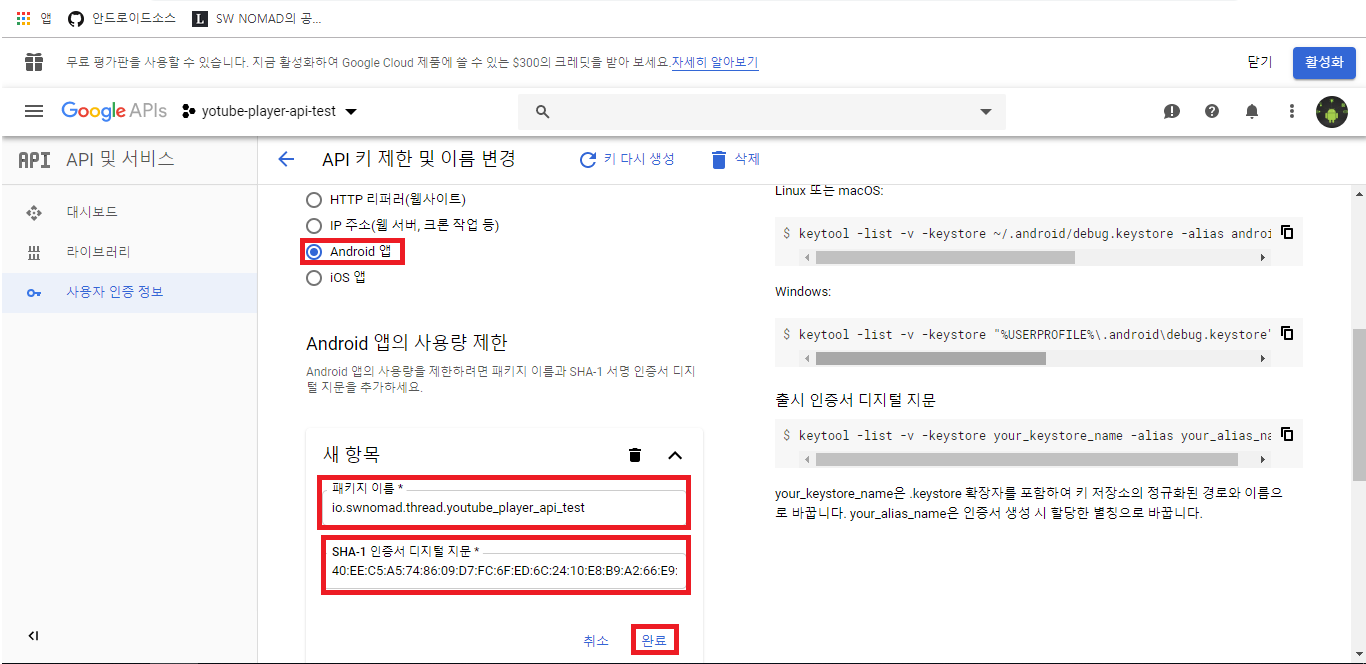 앱 안드로이드소스 L SW NOMAD의 공...
무료 평가판을 사용할 수 있습니다. 지금 활성화하여 Google Cloud 제품에 쓸 수 있는 $300의 크레딧을 받아 보세요.자세히 알아보기 닫기 활성화
Google APIs yotube-player-api-test
API API 및 서비스
대시보드
라이브러리
사용자 인증 정보
API 키 제한 및 이름 변경 키 다시 생성 삭제
HTTP 리퍼러(웹사이트)
IP 주소(웹 서버, 크론 작업 등)
Android 앱
iOS 앱
Android 앱의 사용량 제한
Android 앱의 사용량을 제한하려면 패키지 이름과 SHA-1 서명 인증서 디지
털 지문을 추가하세요.
새 항목
패키지 이름 *
io.swnomad.thread.youtube_player_api_test
SHA-1 인증서 디지털 지문 *
40:EE:C5:A5:74:86:09:D7:FC:6F:ED:6C:24:10:E8:B9:A2:66:E9:
취소 완료
Linux 또는 macOS:
$ keytool -list -v -keystore ~/.android/debug.keystore -alias androi
Windows:
$ keytool -list -v -keystore "%USERPROFILE%\.android\debug.keystore"
출시 인증서 디지털 지문
$ keytool -list -v -keystore your_keystore_name -alias your_alias_na
your_keystore_name은 .keystore 확장자를 포함하여 키 저장소의 정규화된 경로와 이름으
로 바꿉니다. your_alias_name은 인증서 생성 시 할당한 별칭으로 바꿉니다.